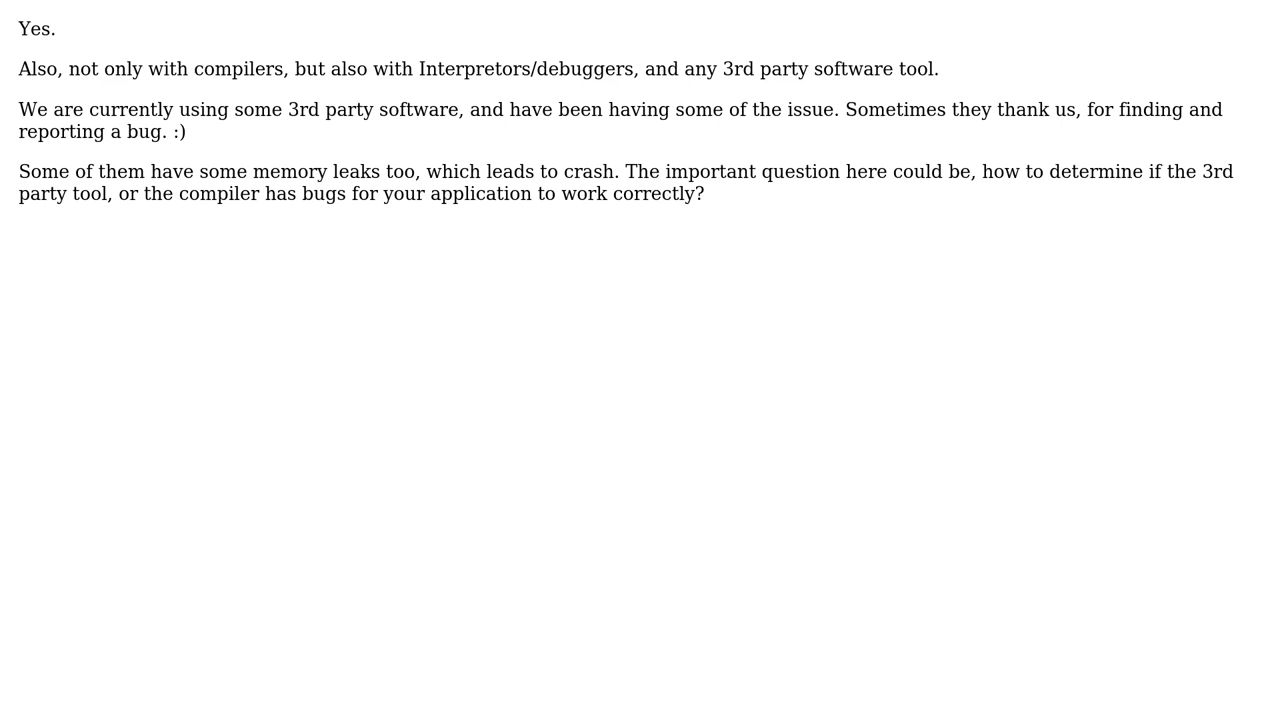 Yes.
Also, not only with compilers, but also with Interpretors/debuggers, and any 3rd party software tool.
We are currently using some 3rd party software, and have been having some of the issue. Sometimes they thank us, for finding and
reporting a bug. :)
Some of them have some memory leaks too, which leads to crash. The important question here could be, how to determine if the 3rd
party tool, or the compiler has bugs for your application to work correctly?